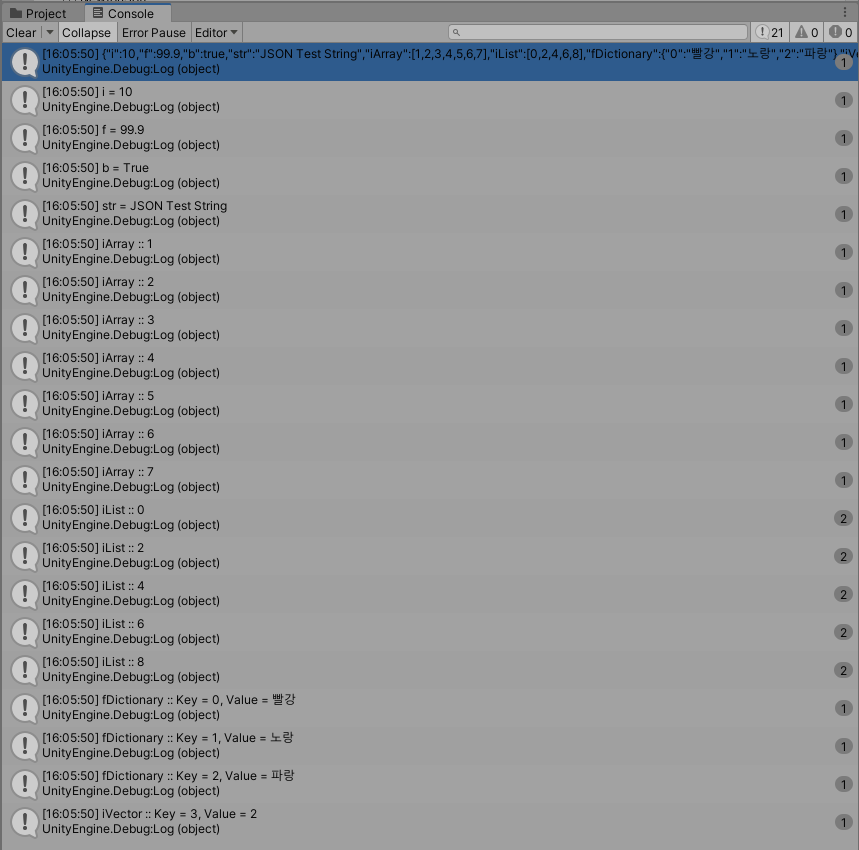 Project Console
Clear Collapse Error Pause Editor 21 0 0
[16:05:50] {"i":10,"f":99.9,"b":true,"str":"JSON Test String","iArray":[1,2,3,4,5,6,7],"iList":[0,2,4,6,8],"fDictionary":{"0":"빨강","1":"노랑","2":"파랑"},"iVe
UnityEngine.Debug:Log (object) 1
[16:05:50] i = 10
UnityEngine.Debug:Log (object) 1
[16:05:50] f = 99.9
UnityEngine.Debug:Log (object) 1
[16:05:50] b = True
UnityEngine.Debug:Log (object) 1
[16:05:50] str = JSON Test String
UnityEngine.Debug:Log (object) 1
[16:05:50] iArray :: 1
UnityEngine.Debug:Log (object) 1
[16:05:50] iArray :: 2
UnityEngine.Debug:Log (object) 1
[16:05:50] iArray :: 3
UnityEngine.Debug:Log (object) 1
[16:05:50] iArray :: 4
UnityEngine.Debug:Log (object) 1
[16:05:50] iArray :: 5
UnityEngine.Debug:Log (object) 1
[16:05:50] iArray :: 6
UnityEngine.Debug:Log (object) 1
[16:05:50] iArray :: 7
UnityEngine.Debug:Log (object) 1
[16:05:50] iList :: 0
UnityEngine.Debug:Log (object) 2
[16:05:50] iList :: 2
UnityEngine.Debug:Log (object) 2
[16:05:50] iList :: 4
UnityEngine.Debug:Log (object) 2
[16:05:50] iList :: 6
UnityEngine.Debug:Log (object) 2
[16:05:50] iList :: 8
UnityEngine.Debug:Log (object) 2
[16:05:50] fDictionary :: Key = 0, Value = 빨강
UnityEngine.Debug:Log (object) 1
[16:05:50] fDictionary :: Key = 1, Value = 노랑
UnityEngine.Debug:Log (object) 1
[16:05:50] fDictionary :: Key = 2, Value = 파랑
UnityEngine.Debug:Log (object) 1
[16:05:50] iVector :: Key = 3, Value = 2
UnityEngine.Debug:Log (object) 1